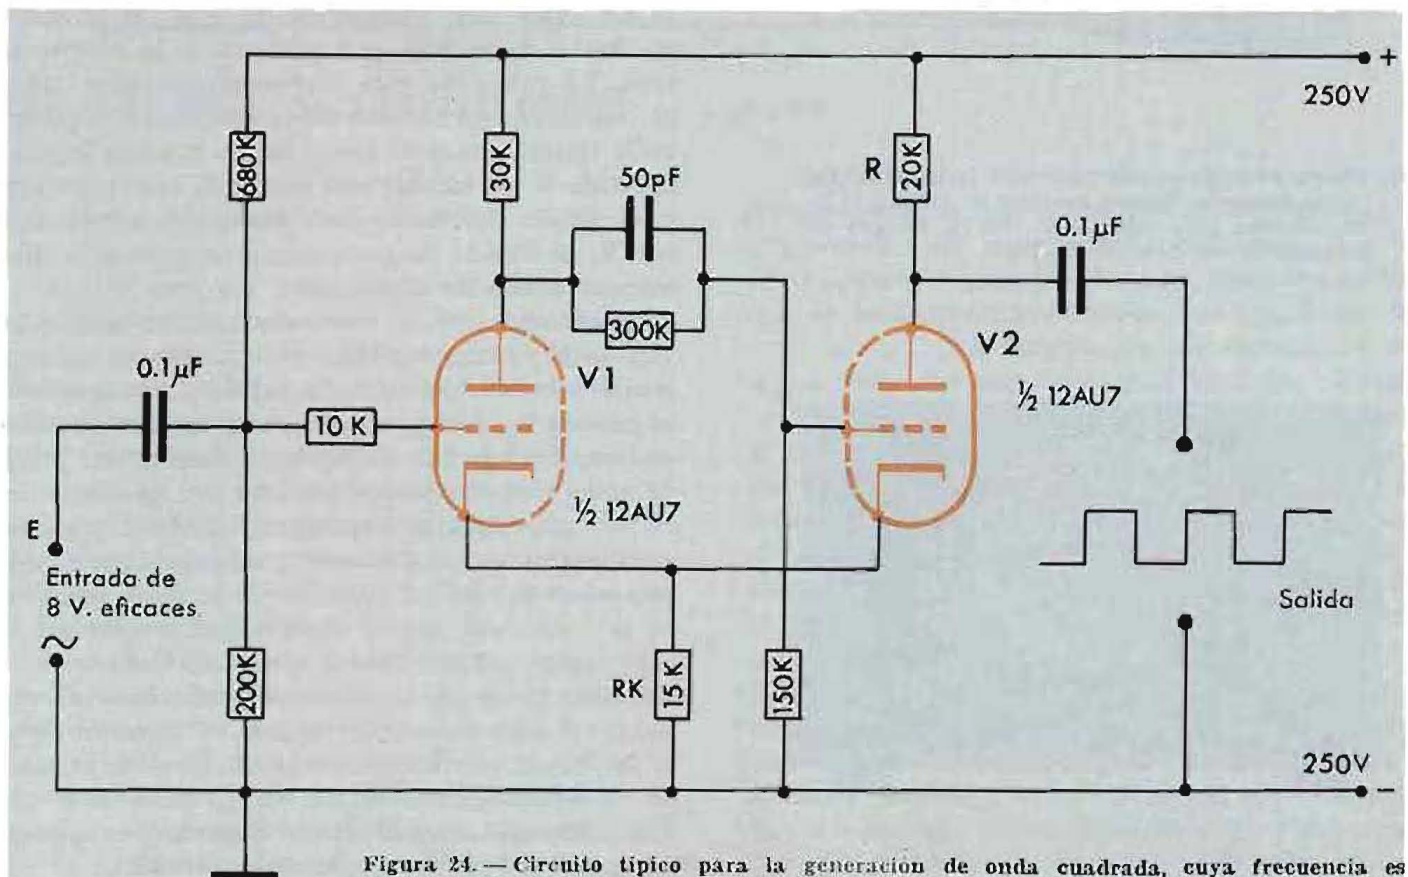 +
250V
680K
30K
R
20K
50pF
0.1µF
300K
V1
V2
½ 12AU7
0.1µF
10 K
½ 12AU7
E
Entrada de
8 V. eficaces
~
Salida
200K
RK
15 K
150K
250V
-
Figura 24. — Circuito típico para la generación de onda cuadrada, cuya frecuencia es